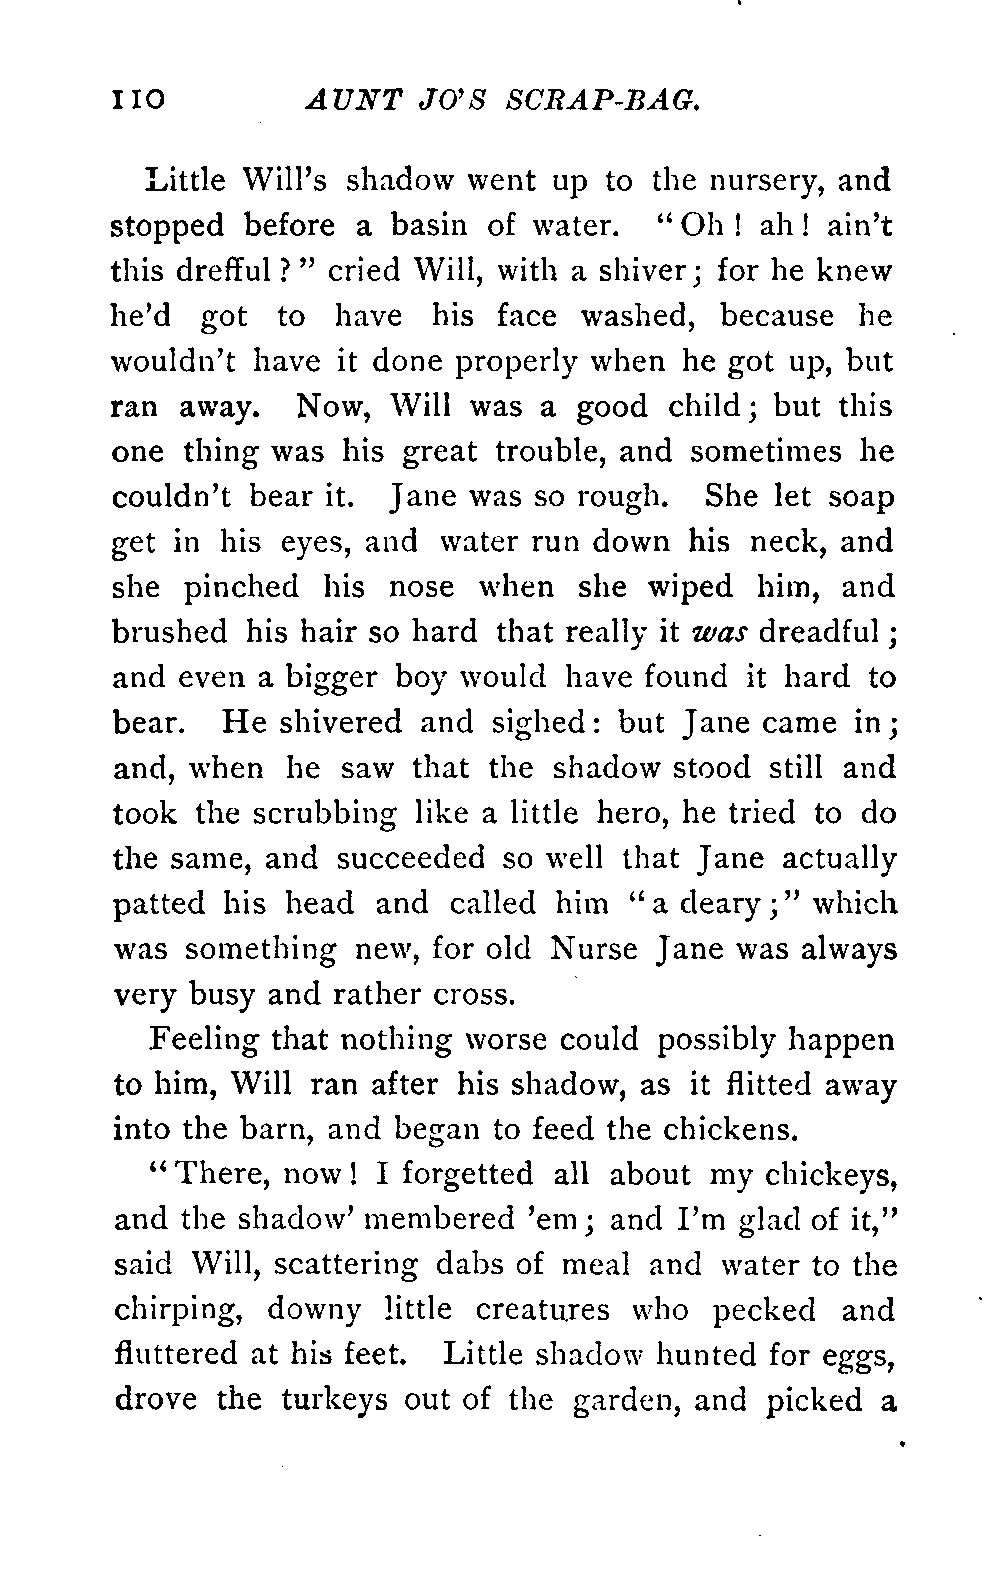 110 AUNT JO'S SCRAP-BAG.
Little Will's shadow went up to the nursery, and
stopped before a basin of water. "Oh! ah! ain't
this drefful?" cried Will, with a shiver; for he knew
he'd got to have his face washed, because he
wouldn't have it done properly when he got up, but
ran away. Now, Will was a good child; but this
one thing was his great trouble, and sometimes he
couldn't bear it. Jane was so rough. She let soap
get in his eyes, and water run down his neck, and
she pinched his nose when she wiped him, and
brushed his hair so hard that really it was dreadful;
and even a bigger boy would have found it hard to
bear. He shivered and sighed: but Jane came in;
and, when he saw that the shadow stood still and
took the scrubbing like a little hero, he tried to do
the same, and succeeded so well that Jane actually
patted his head and called him "a deary;" which
was something new, for old Nurse Jane was always
very busy and rather cross.
Feeling that nothing worse could possibly happen
to him, Will ran after his shadow, as it flitted away
into the barn, and began to feed the chickens.
"There, now! I forgetted all about my chickeys,
and the shadow' membered 'em; and I'm glad of it,"
said Will, scattering dabs of meal and water to the
chirping, downy little creatures who pecked and
fluttered at his feet. Little shadow hunted for eggs,
drove the turkeys out of the garden, and picked a